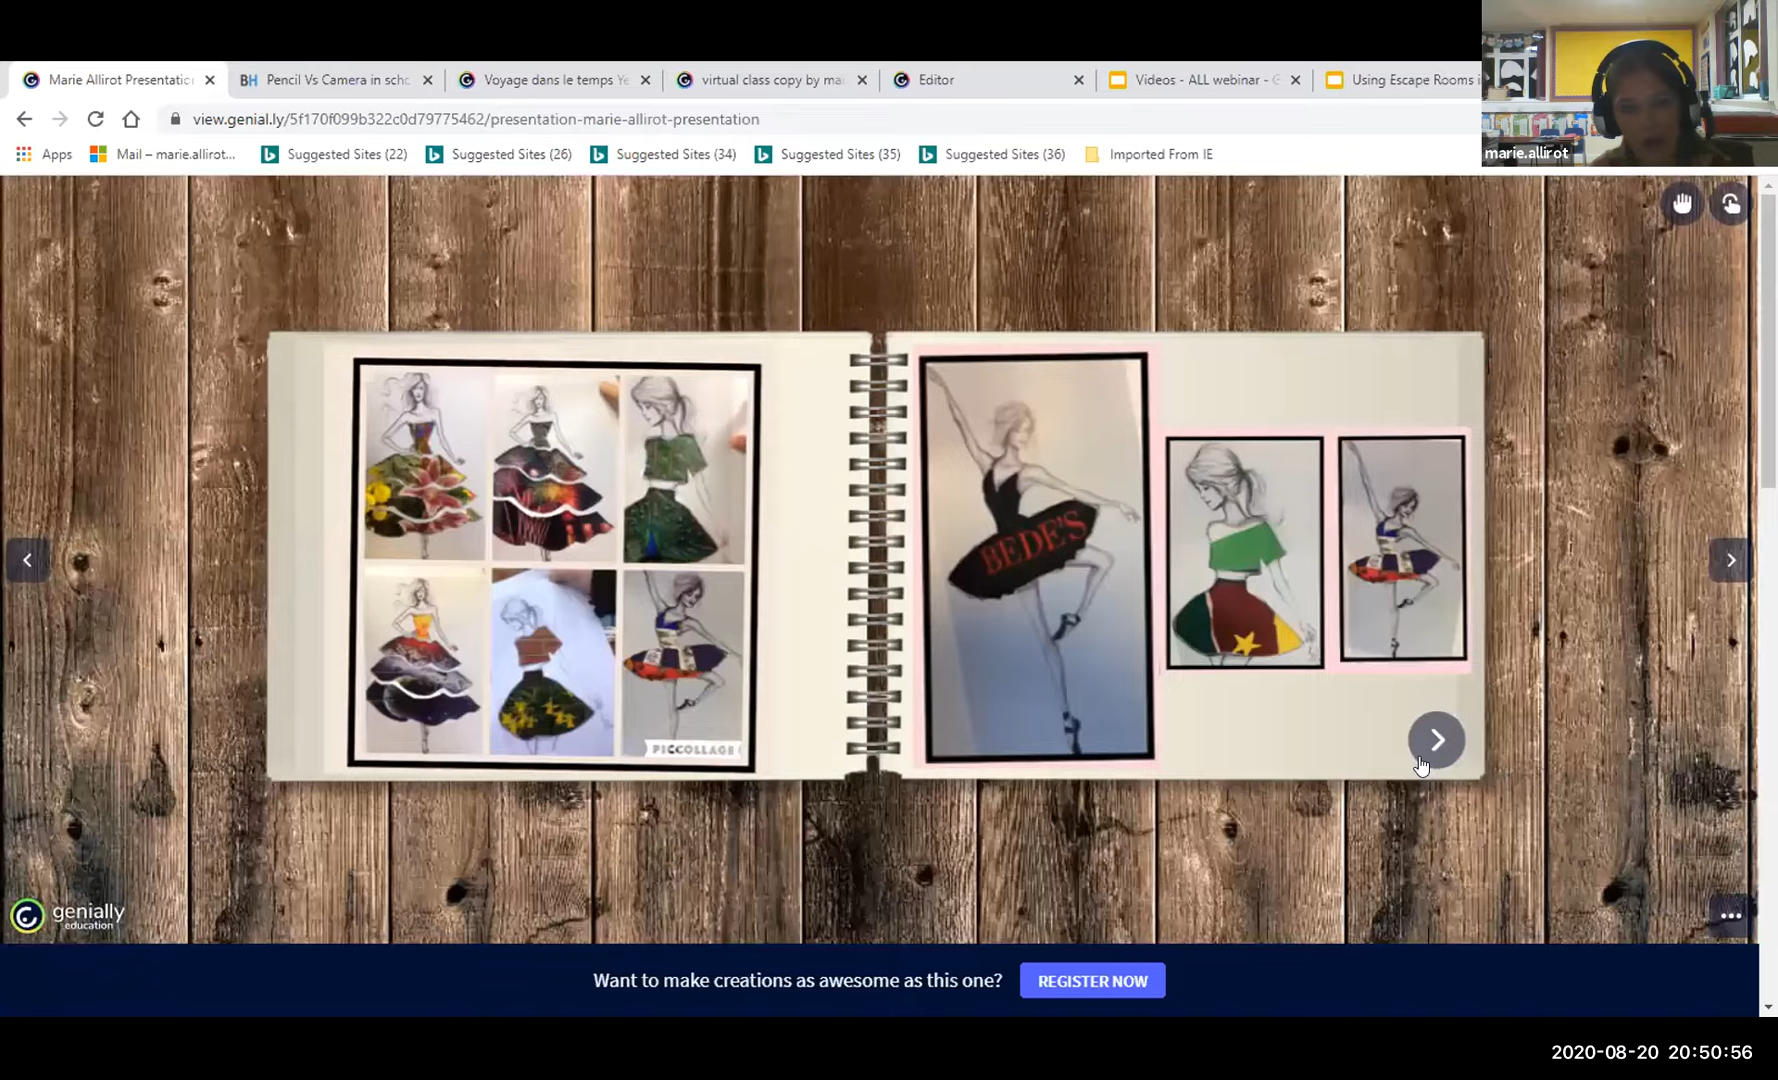 Marie Allirot Presentatio
Pencil Vs Camera in scho
Voyage dans le temps Ye
virtual class copy by ma
Editor
Videos - ALL webinar - G
Using Escape Rooms i
view.genial.ly/5f170f099b322c0d79775462/presentation-marie-allirot-presentation
Apps
Mail – marie.allirot...
Suggested Sites (22)
Suggested Sites (26)
Suggested Sites (34)
Suggested Sites (35)
Suggested Sites (36)
Imported From IE
marie.allirot
BEDE'S
PIC COLLAGE
genially
education
Want to make creations as awesome as this one?
REGISTER NOW
2020-08-20 20:50:56